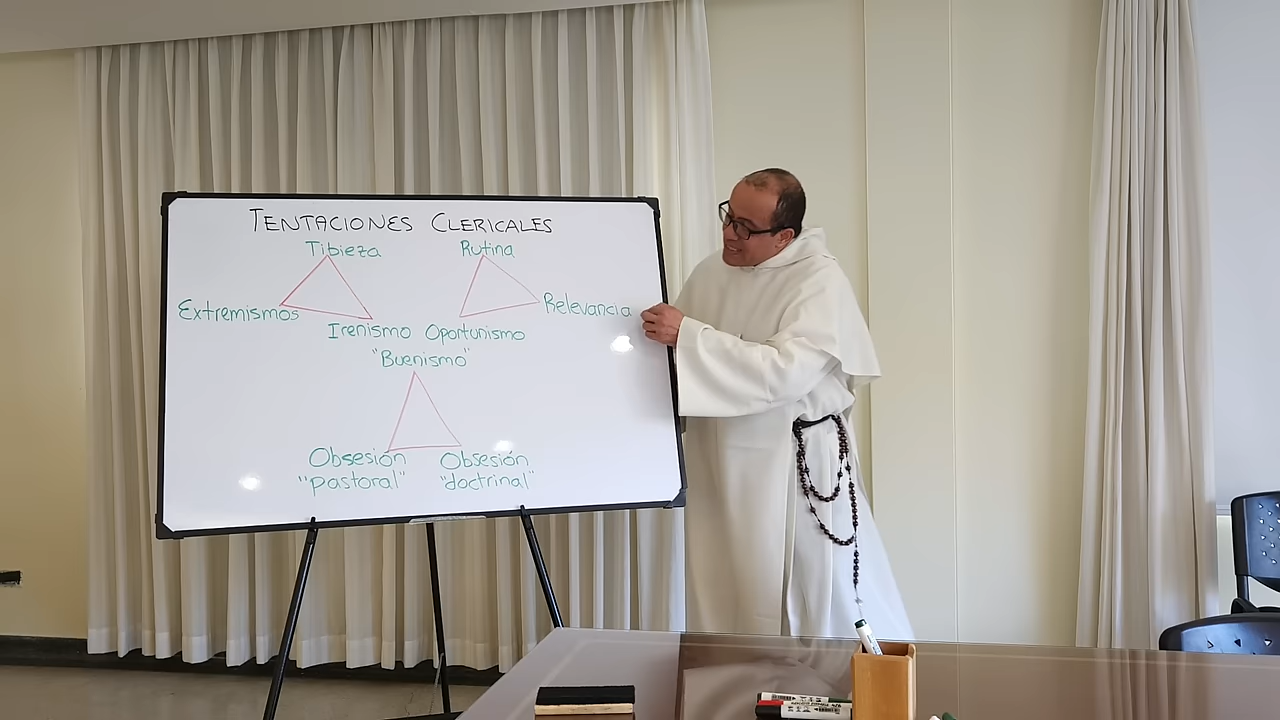 TENTACIONES CLERICALES
Tibieza
Rutina
Extremismos
Relevancia
Irenismo
Oportunismo
"Buenismo"
Obsesión
"pastoral"
Obsesión
"doctrinal"